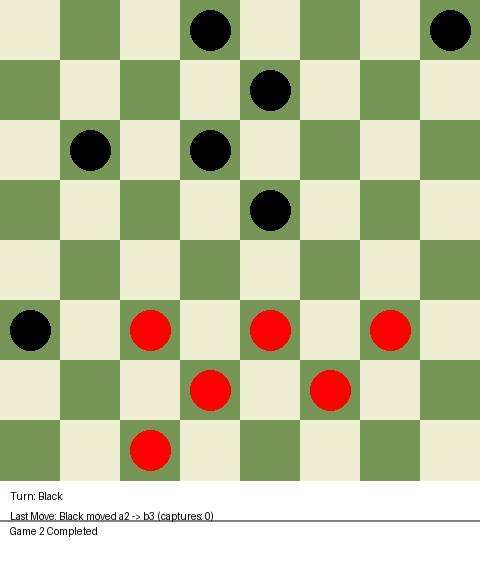 Turn: Black
Last Move: Black moved a2 -> b3 (captures: 0)
Game 2 Completed